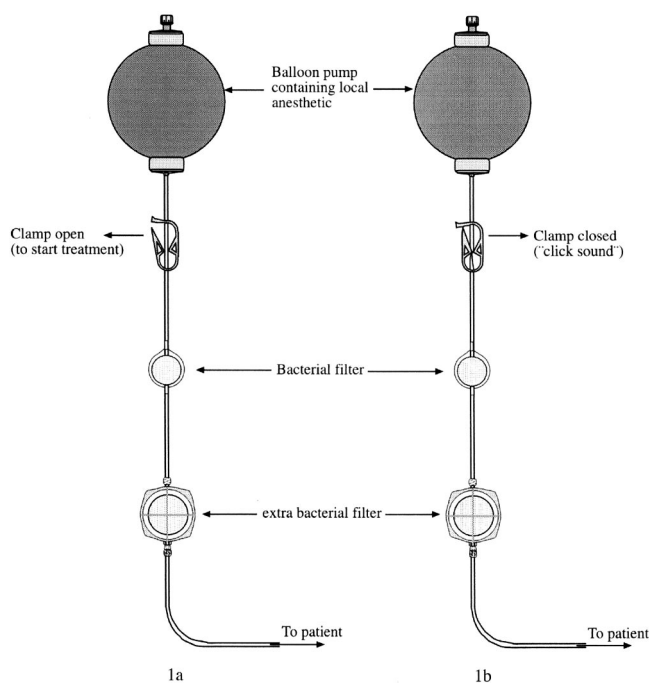 Balloon pump
containing local
anesthetic
Clamp open
(to start treatment)
Clamp closed
("click sound")
Bacterial filter
extra bacterial filter
To patient
To patient
1a
1b